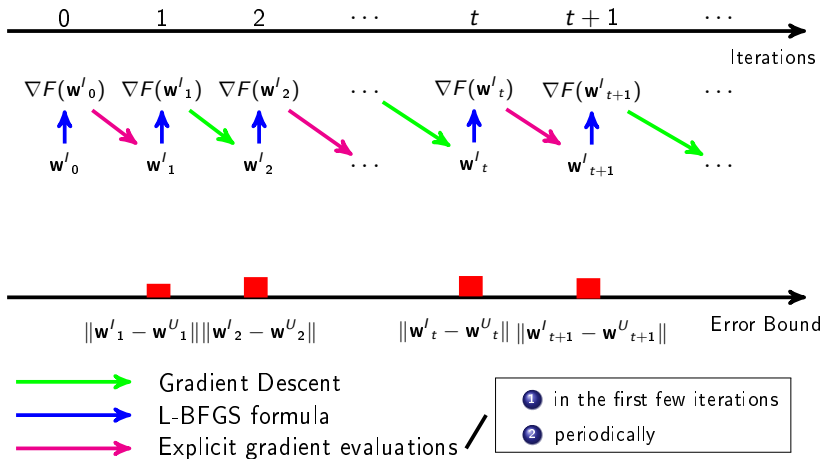 0 1 2 ⋯ t t + 1 ⋯
Iterations
∇F(w^I_0) ∇F(w^I_1) ∇F(w^I_2) ⋯ ∇F(w^I_t) ∇F(w^I_{t+1}) ⋯
w^I_0 w^I_1 w^I_2 ⋯ w^I_t w^I_{t+1} ⋯
‖w^I_1 − w^U_1‖ ‖w^I_2 − w^U_2‖ ‖w^I_t − w^U_t‖ ‖w^I_{t+1} − w^U_{t+1}‖
Error Bound
Gradient Descent
L-BFGS formula
Explicit gradient evaluations
1 in the first few iterations
2 periodically